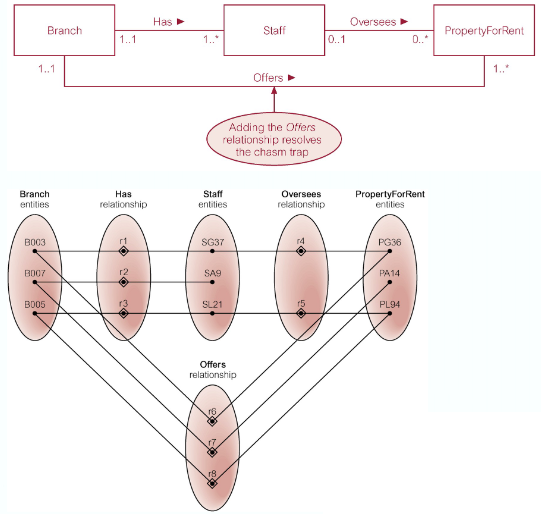 Has ▶
Oversees ▶
Branch
Staff
PropertyForRent
1..1
1..*
0..1
0..*
1..1
Offers ▶
1..*
Adding the Offers
relationship resolves
the chasm trap
Branch
entities
Has
relationship
Staff
entities
Oversees
relationship
PropertyForRent
entities
B003
r1
SG37
r4
PG36
B007
r2
SA9
PA14
B005
r3
SL21
r5
PL94
Offers
relationship
r6
r7
r8